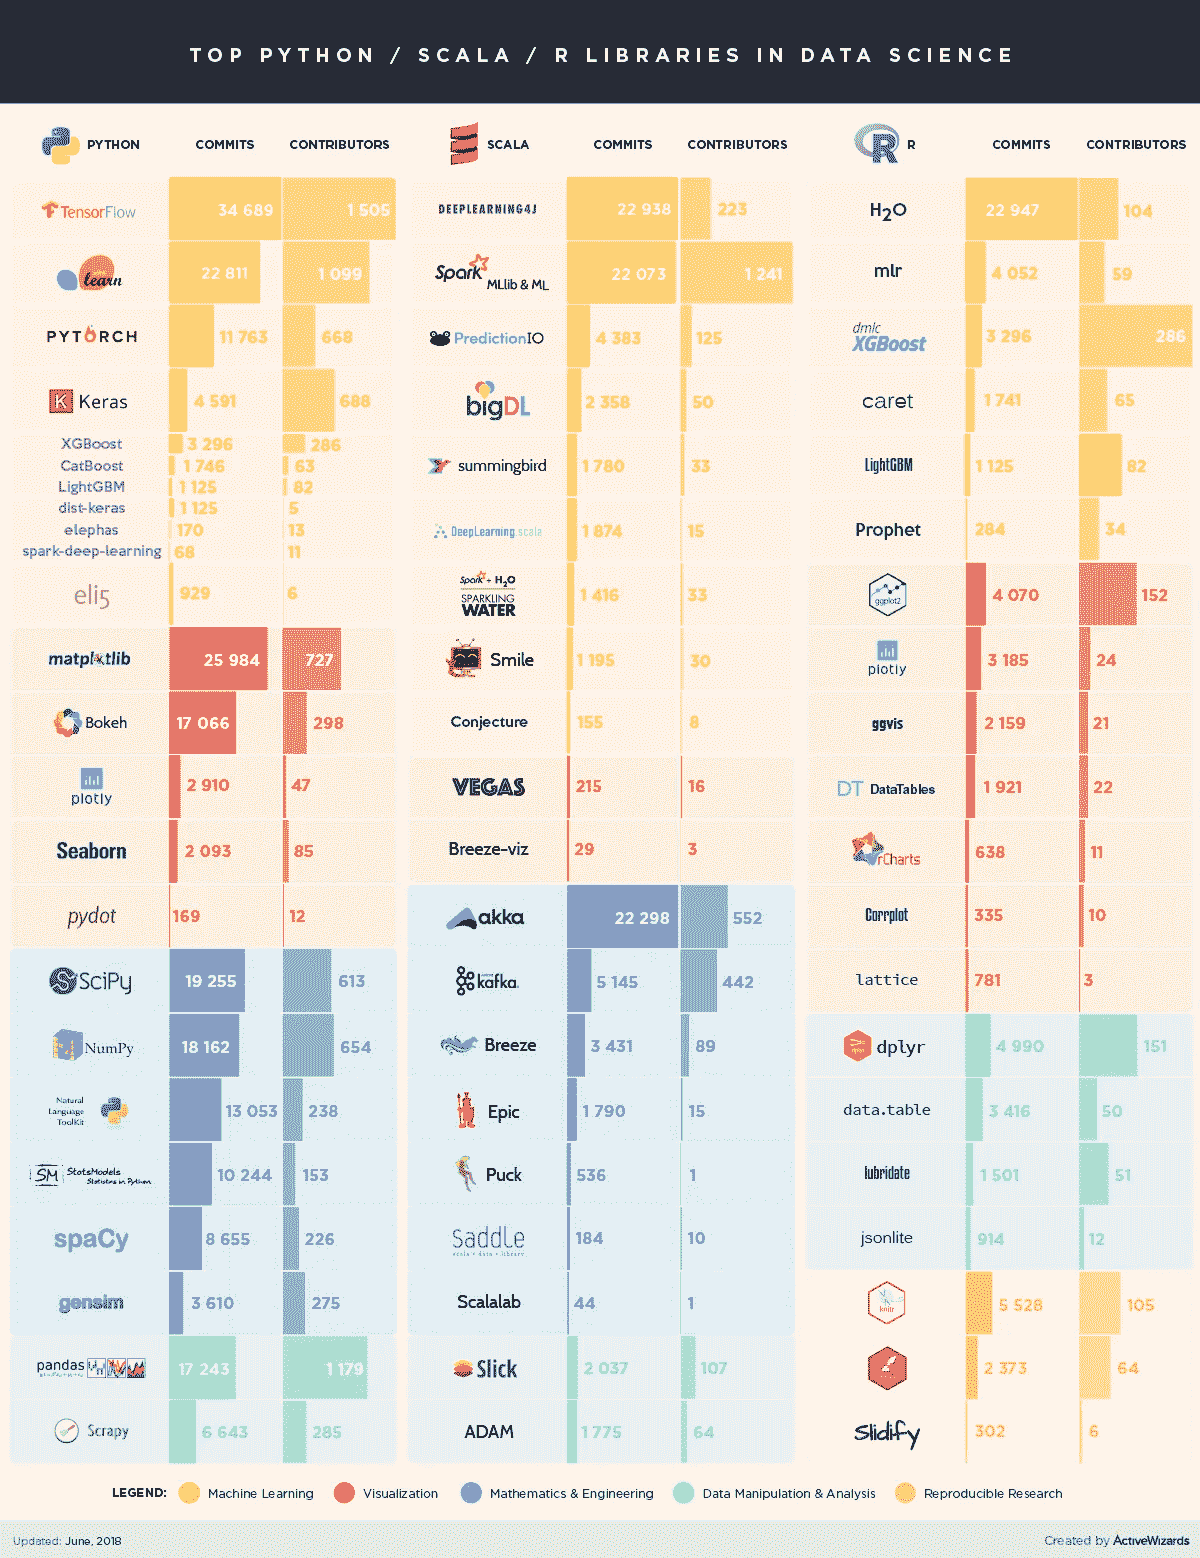 TOP PYTHON / SCALA / R LIBRARIES IN DATA SCIENCE
PYTHON COMMITS CONTRIBUTORS
TensorFlow 34 689 1 505
learn 22 811 1 099
PYTORCH 11 763 668
K Keras 4 591 688
XGBoost 3 296 286
CatBoost 1 746 63
LightGBM 1 125 82
dist-keras 1 125 5
elephas 170 13
spark-deep-learning 68 11
eli5 929 6
matplotlib 25 984 727
Bokeh 17 066 298
plotly 2 910 47
Seaborn 2 093 85
pydot 169 12
SciPy 19 255 613
NumPy 18 162 654
Natural
Language
ToolKit 13 053 238
SM StatsModels
Statistics in Python 10 244 153
spaCy 8 655 226
gensim 3 610 275
pandas 17 243 1 179
Scrapy 6 643 285
SCALA COMMITS CONTRIBUTORS
DEEPLEARNING4J 22 938 223
Spark MLlib & ML 22 073 1 241
PredictionIO 4 383 125
bigDL 2 358 50
summingbird 1 780 33
DeepLearning.scala 1 874 15
Spark + H2O
SPARKLING
WATER 1 416 33
Smile 1 195 30
Conjecture 155 8
VEGAS 215 16
Breeze-viz 29 3
akka 22 298 552
kafka 5 145 442
Breeze 3 431 89
Epic 1 790 15
Puck 536 1
Saddle
scala • data • library 184 10
Scalalab 44 1
Slick 2 037 107
ADAM 1 775 64
R R COMMITS CONTRIBUTORS
H2O 22 947 104
mlr 4 052 59
dmlc
XGBoost 3 296 286
caret 1 741 65
LightGBM 1 125 82
Prophet 284 34
ggplot2 4 070 152
plotly 3 185 24
ggvis 2 159 21
DT DataTables 1 921 22
rCharts 638 11
Corrplot 335 10
lattice 781 3
dplyr dplyr 4 990 151
data.table 3 416 50
lubridate 1 501 51
jsonlite 914 12
knitr 5 528 105
2 373 64
Slidify 302 6
LEGEND: Machine Learning Visualization Mathematics & Engineering Data Manipulation & Analysis Reproducible Research
Updated: June, 2018
Created by ActiveWizards